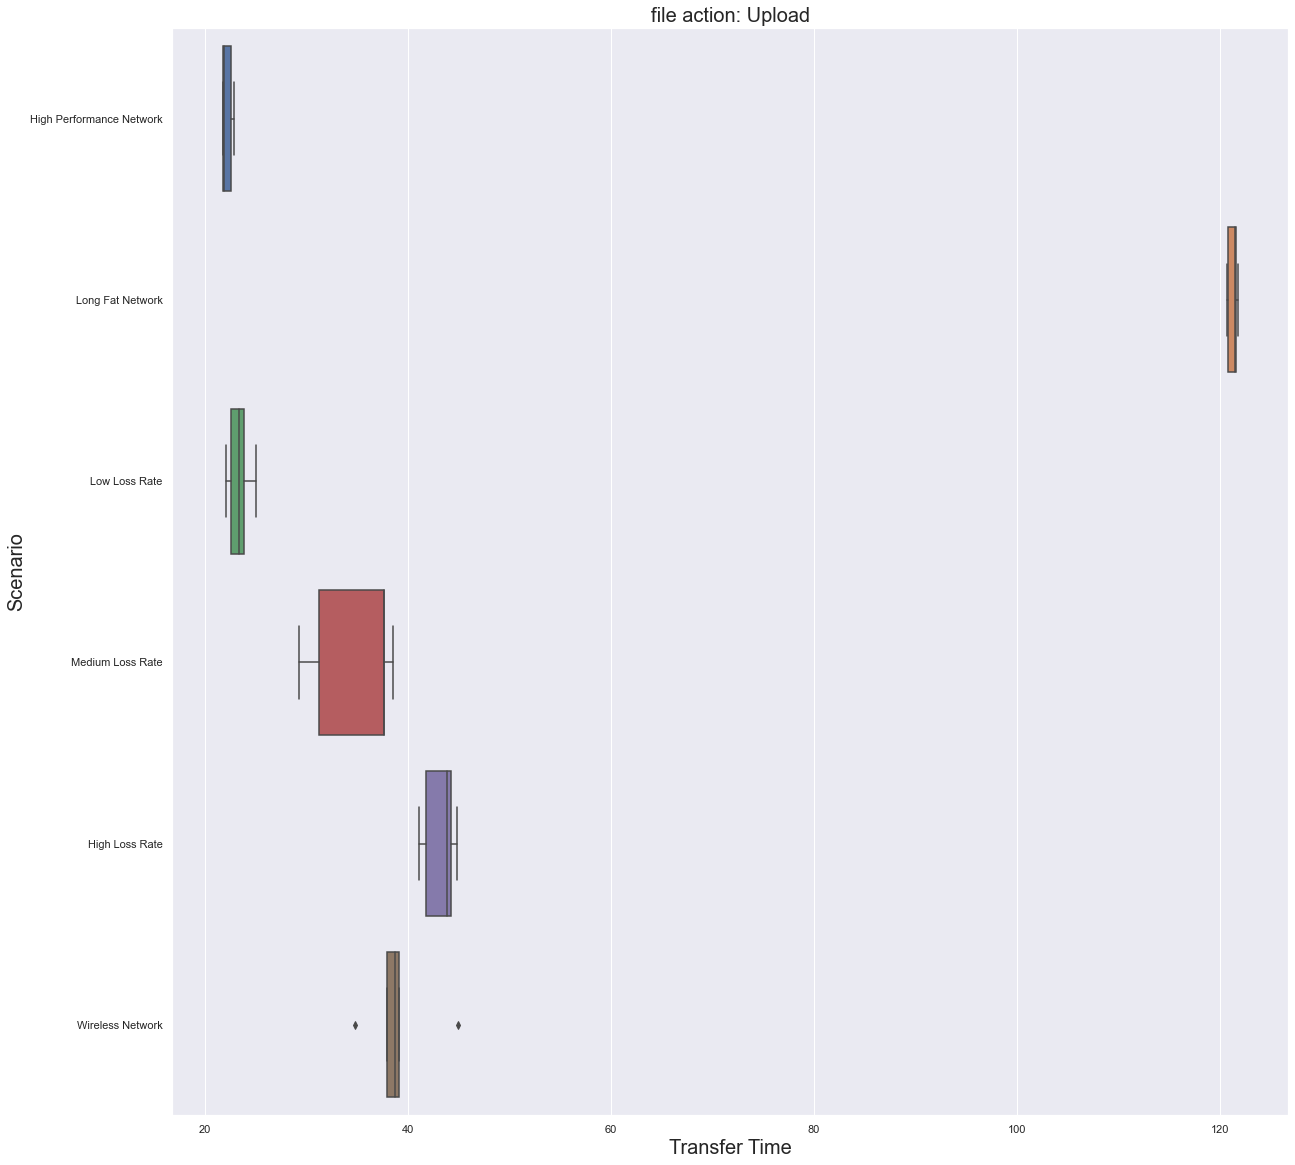 file action: Upload
High Performance Network
Long Fat Network
Low Loss Rate
Medium Loss Rate
High Loss Rate
Wireless Network
Scenario
20 40 60 80 100 120
Transfer Time